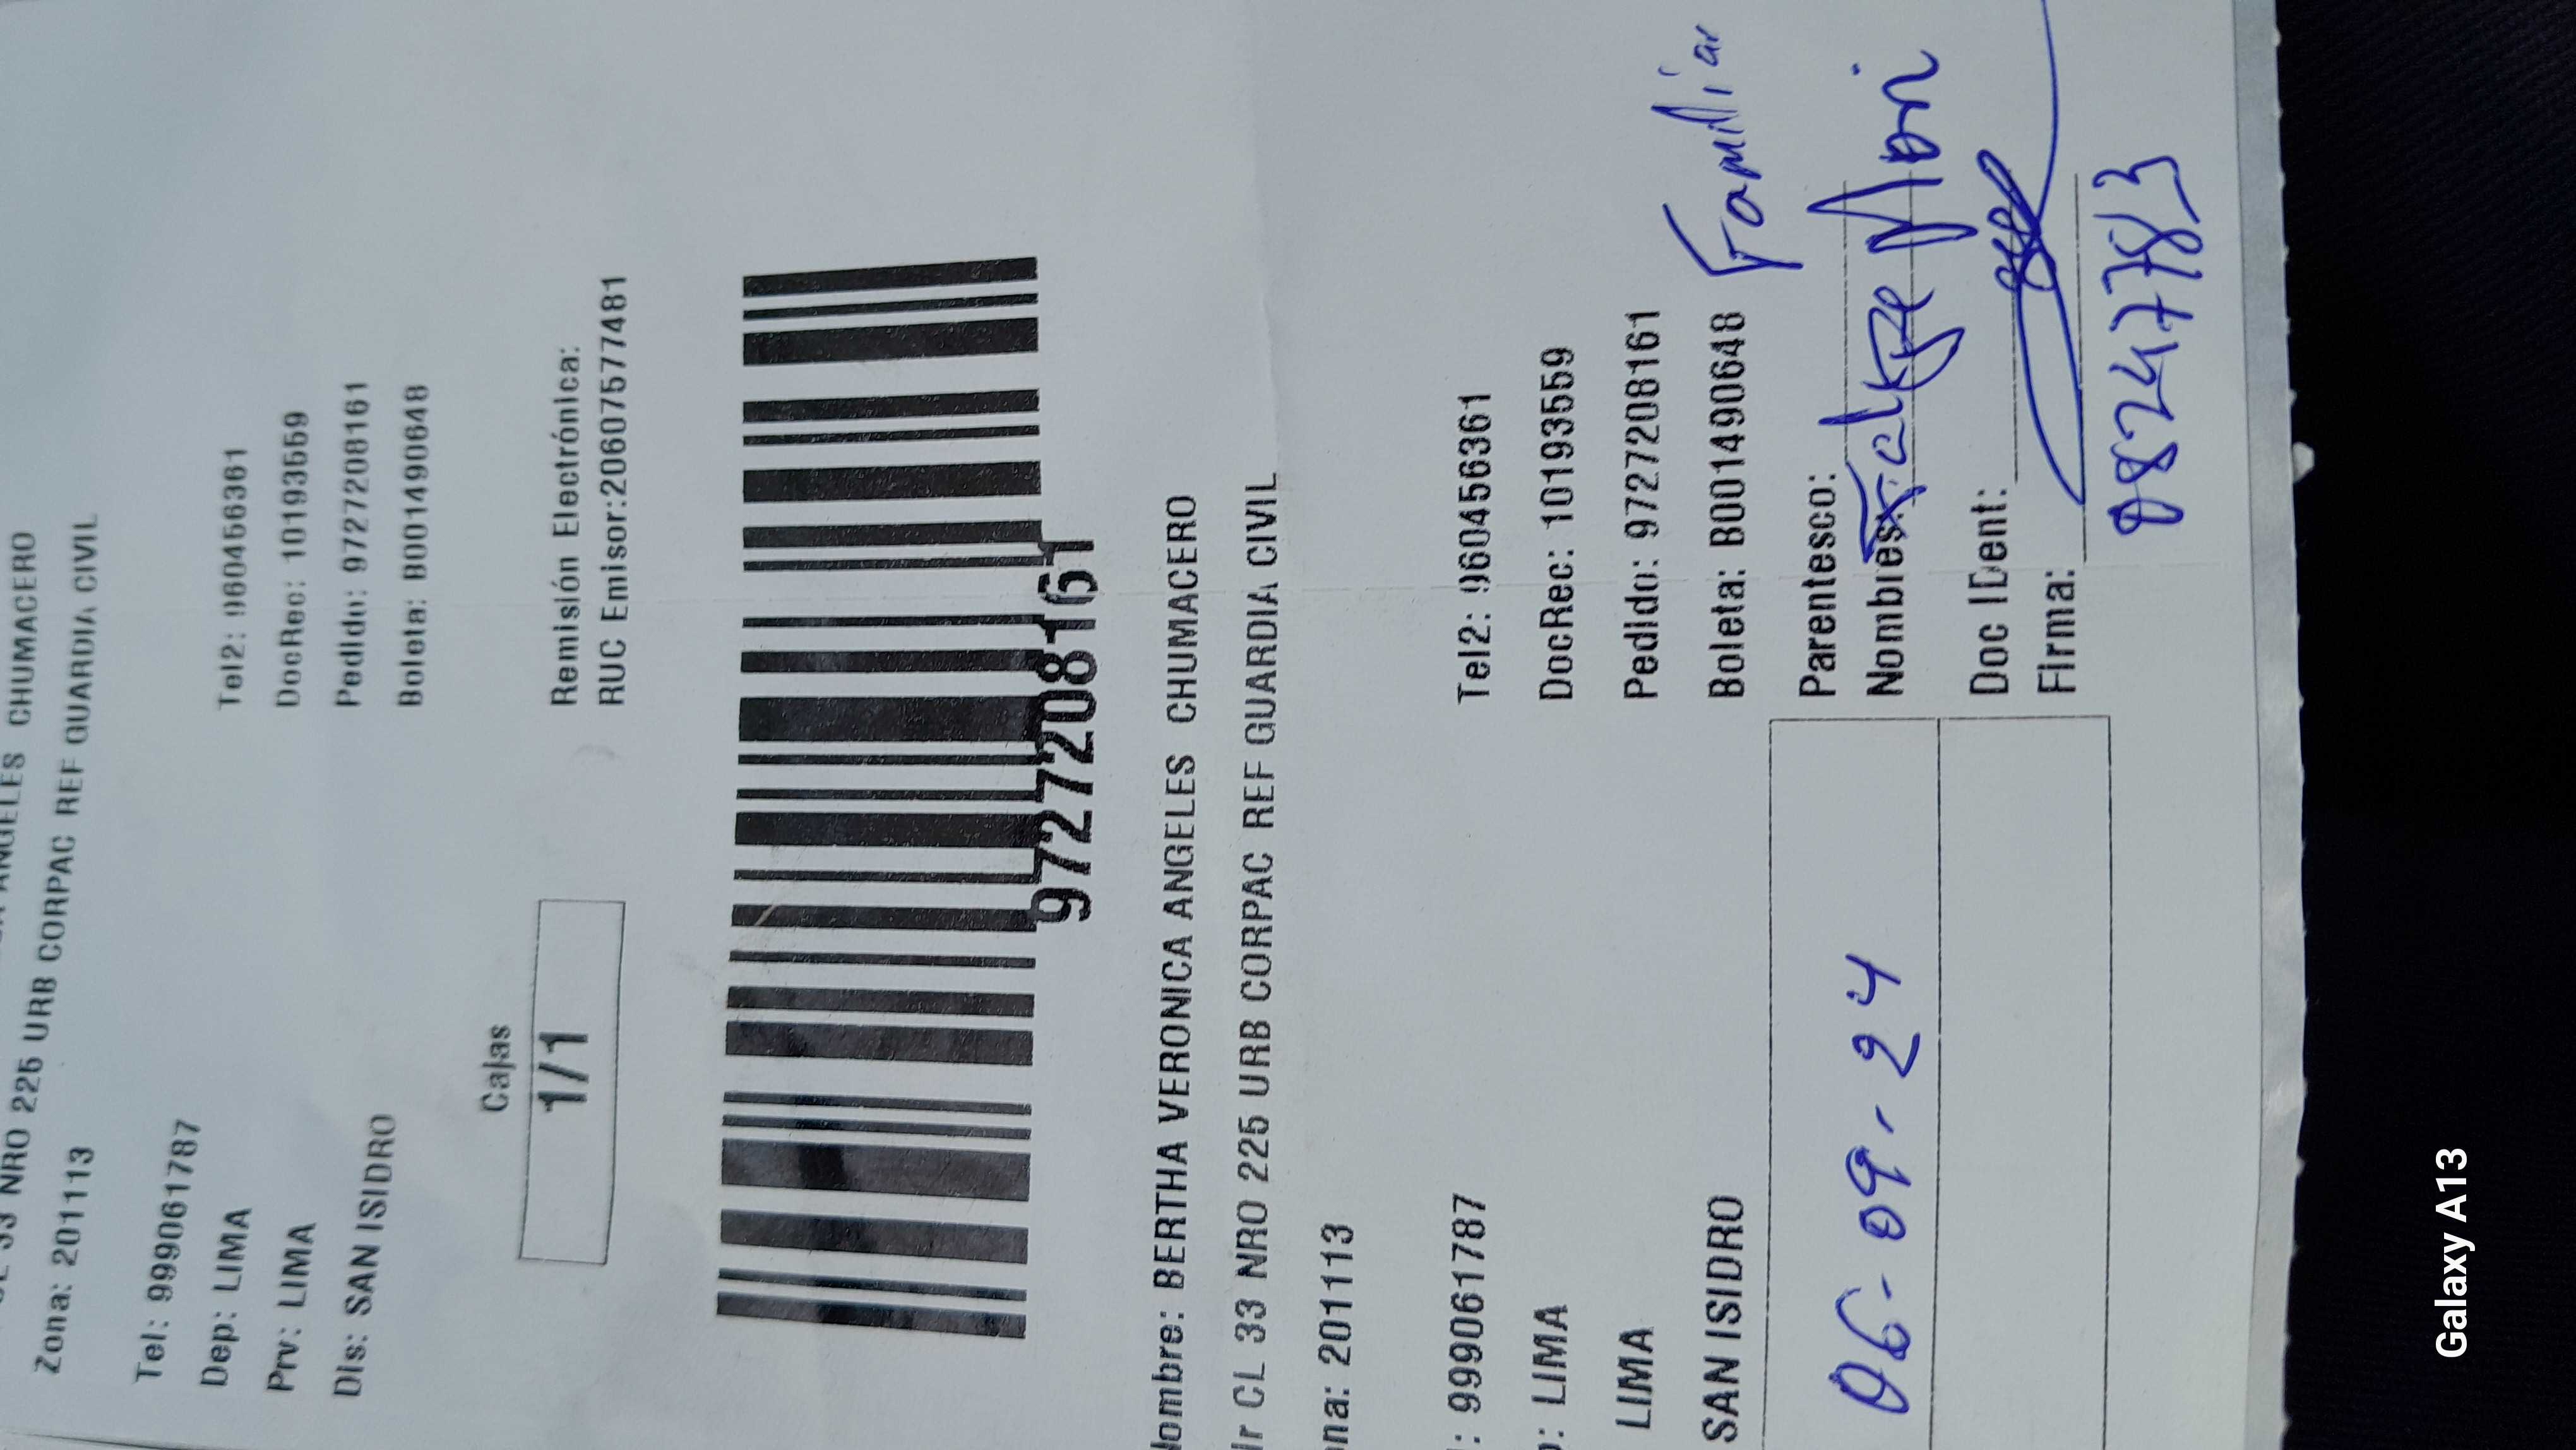 CHUMACERO
NRO 225 URB CORPAC REF GUARDIA CIVIL
Zona: 201113
Tel: 999061787
Tel2: 960456361
Dep: LIMA
DocRec: 10193559
Prv: LIMA
Pedido: 9727208161
Dis: SAN ISIDRO
Boleta: B001490648
Cajas
1/1
Remisión Electrónica:
RUC Emisor:20607577481
9727208161
Nombre: BERTHA VERONICA ANGELES CHUMACERO
CL 33 NRO 225 URB CORPAC REF GUARDIA CIVIL
201113
: 999061787
Tel2: 960456361
: LIMA
DocRec: 10193559
LIMA
Pedido: 9727208161
SAN ISIDRO
Boleta: B001490648
Familiar
Parentesco:
06-09-24
Nombres:
Doc IDent:
Firma:
Galaxy A13